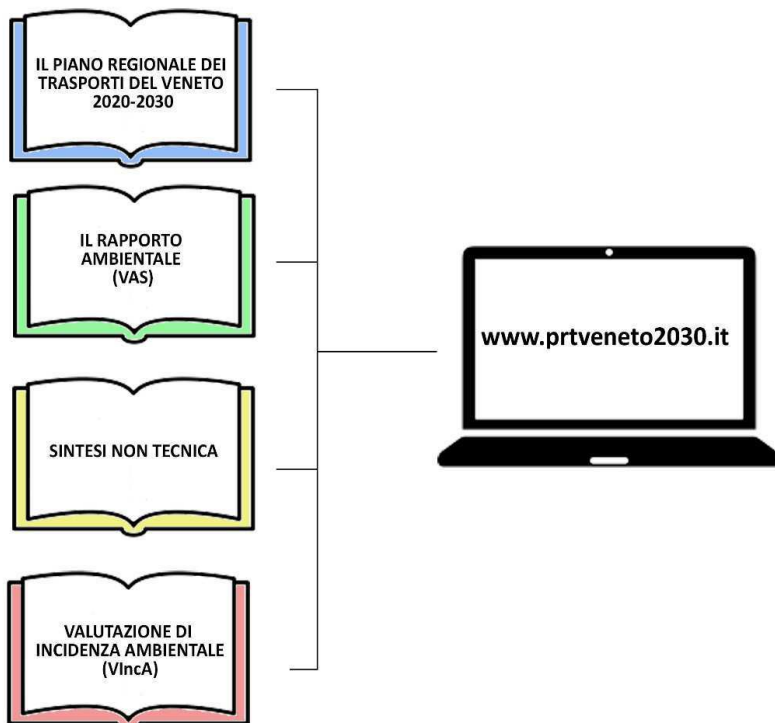 IL PIANO REGIONALE DEI
TRASPORTI DEL VENETO
2020-2030
IL RAPPORTO
AMBIENTALE
(VAS)
www.prtveneto2030.it
SINTESI NON TECNICA
VALUTAZIONE DI
INCIDENZA AMBIENTALE
(VIncA)